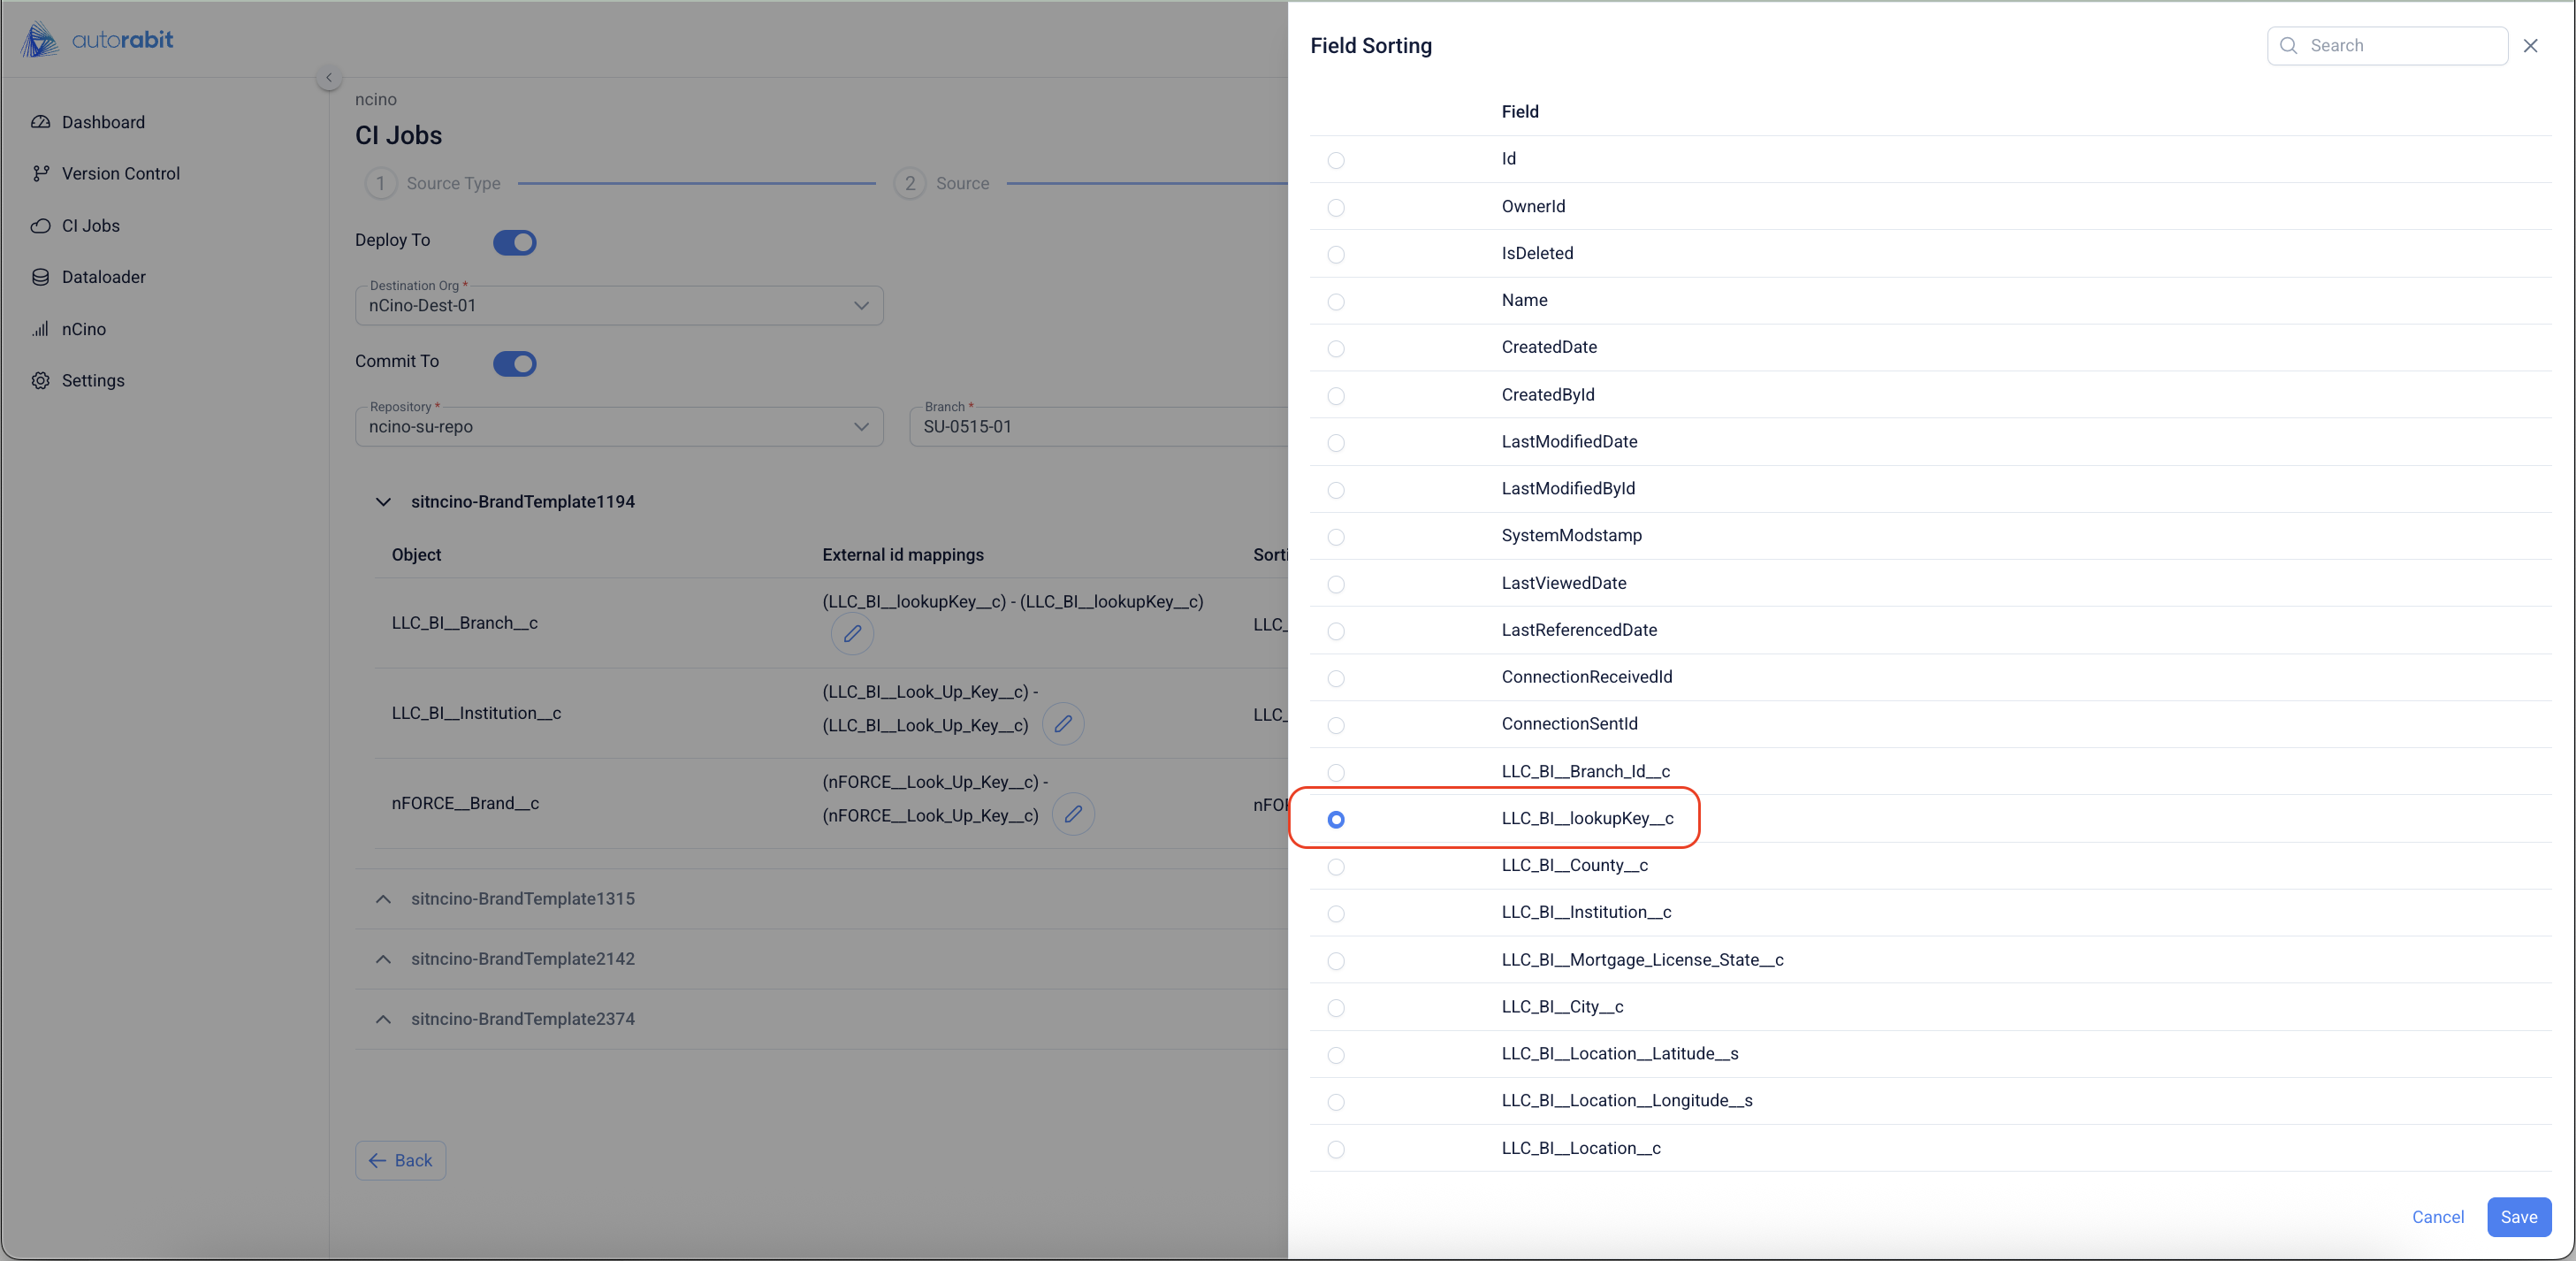 autorabit
Dashboard
Version Control
CI Jobs
Dataloader
nCino
Settings
ncino
CI Jobs
1 Source Type 2 Source
Deploy To
Destination Org *
nCino-Dest-01
Commit To
Repository * Branch *
ncino-su-repo SU-0515-01
sitncino-BrandTemplate1194
Object External id mappings Sorti
LLC_BI__Branch__c (LLC_BI__lookupKey__c) - (LLC_BI__lookupKey__c) LLC_
LLC_BI__Institution__c (LLC_BI__Look_Up_Key__c) -
(LLC_BI__Look_Up_Key__c) LLC_
nFORCE__Brand__c (nFORCE__Look_Up_Key__c) -
(nFORCE__Look_Up_Key__c) nFOR
sitncino-BrandTemplate1315
sitncino-BrandTemplate2142
sitncino-BrandTemplate2374
Back
Field Sorting
Search
Field
Id
OwnerId
IsDeleted
Name
CreatedDate
CreatedById
LastModifiedDate
LastModifiedById
SystemModstamp
LastViewedDate
LastReferencedDate
ConnectionReceivedId
ConnectionSentId
LLC_BI__Branch_Id__c
LLC_BI__lookupKey__c
LLC_BI__County__c
LLC_BI__Institution__c
LLC_BI__Mortgage_License_State__c
LLC_BI__City__c
LLC_BI__Location__Latitude__s
LLC_BI__Location__Longitude__s
LLC_BI__Location__c
Cancel Save